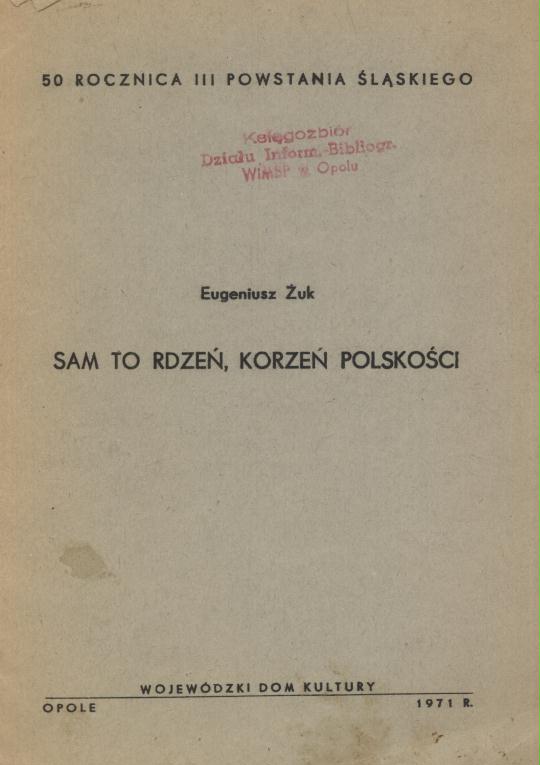 50 ROCZNICA III POWSTANIA ŚLĄSKIEGO
Księgozbiór
Działu Inform.-Bibliogr.
WiMBP w Opolu
Eugeniusz Żuk
SAM TO RDZEŃ, KORZEŃ POLSKOŚCI
WOJEWÓDZKI DOM KULTURY
OPOLE 1971 R.